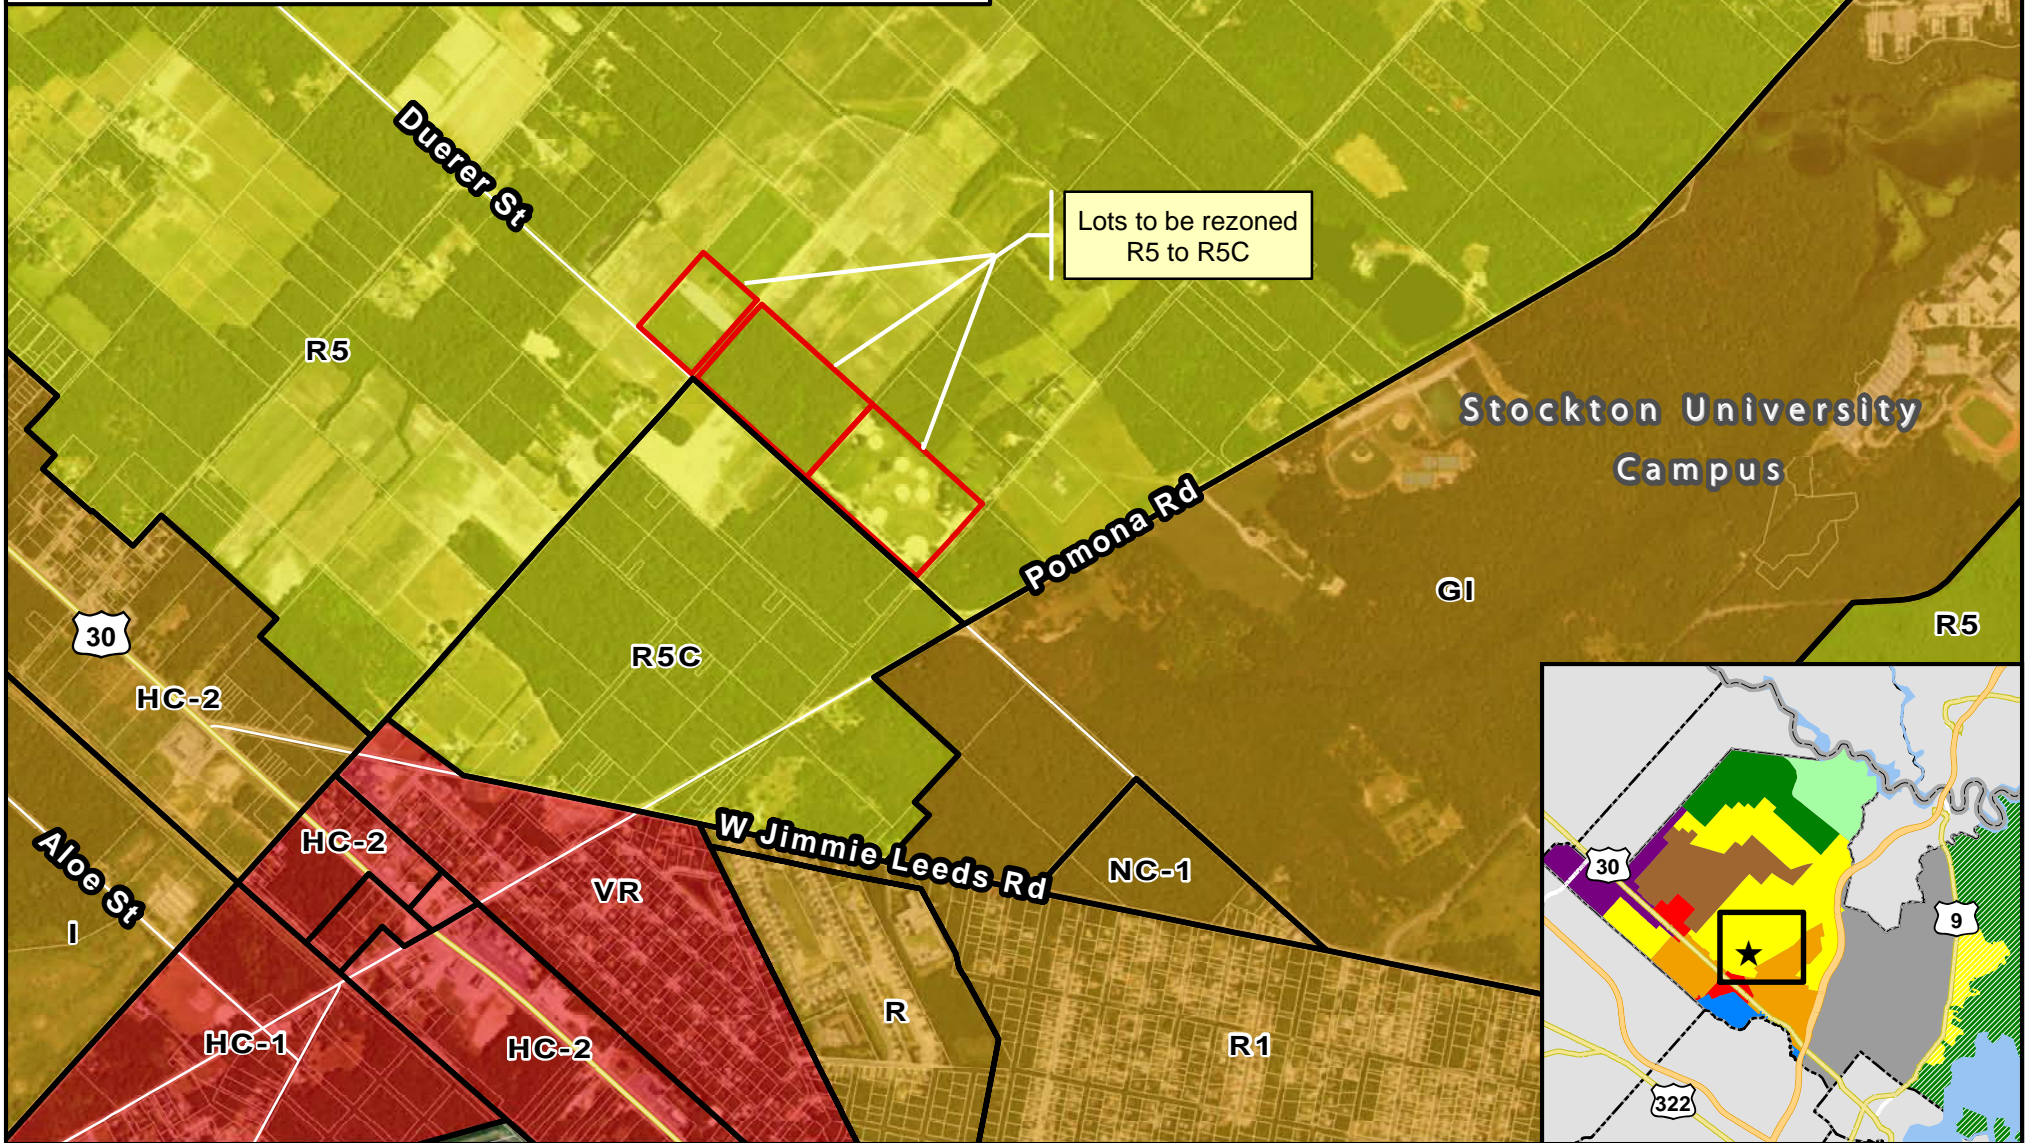 Duerer St
Lots to be rezoned
R5 to R5C
R5
Stockton University
Campus
Pomona Rd
GI
R5
30
R5C
HC-2
HC-2
W Jimmie Leeds Rd
NC-1
Aloe St
VR
I
R
HC-1
HC-2
R1
30
9
322